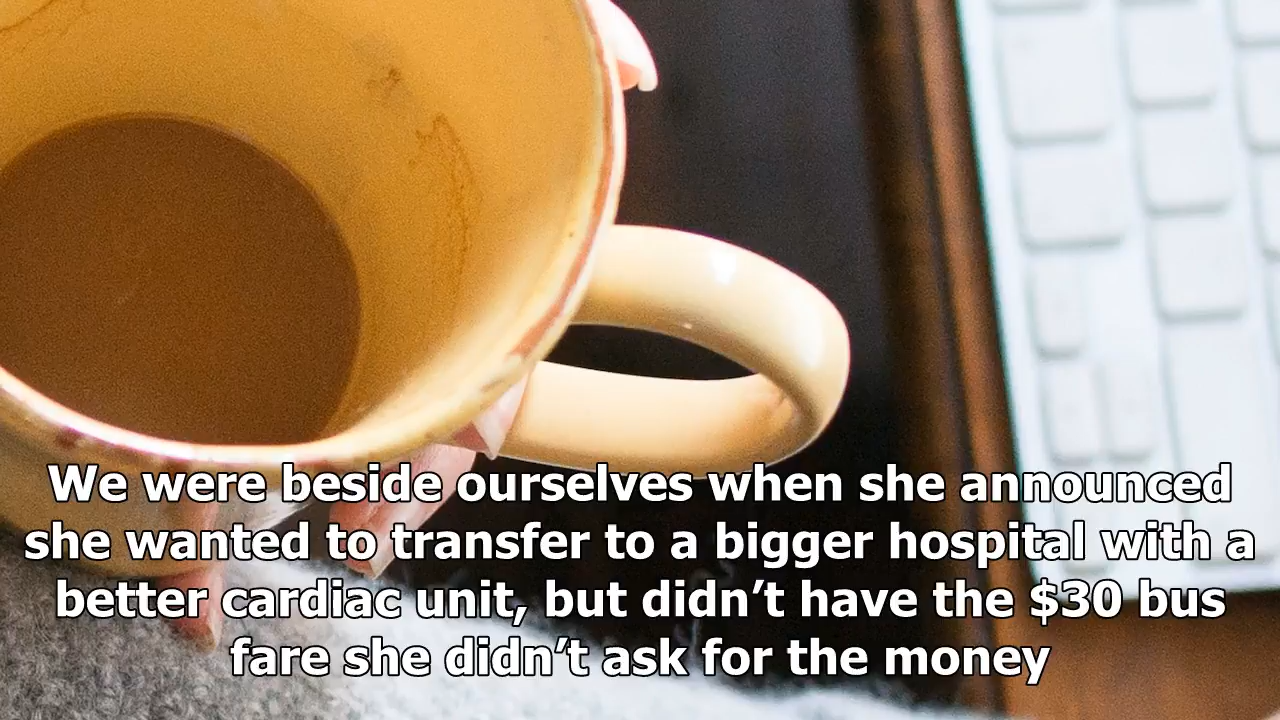 We were beside ourselves when she announced
she wanted to transfer to a bigger hospital with a
better cardiac unit, but didn’t have the $30 bus
fare she didn’t ask for the money